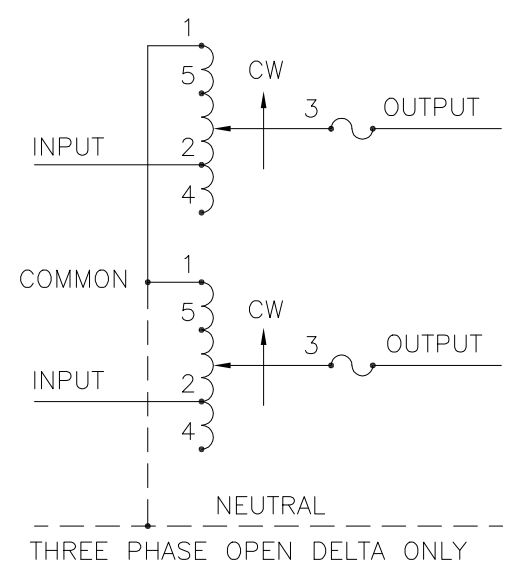 1
5
CW
3
OUTPUT
INPUT
2
4
COMMON
1
5
CW
3
OUTPUT
INPUT
2
4
NEUTRAL
THREE PHASE OPEN DELTA ONLY